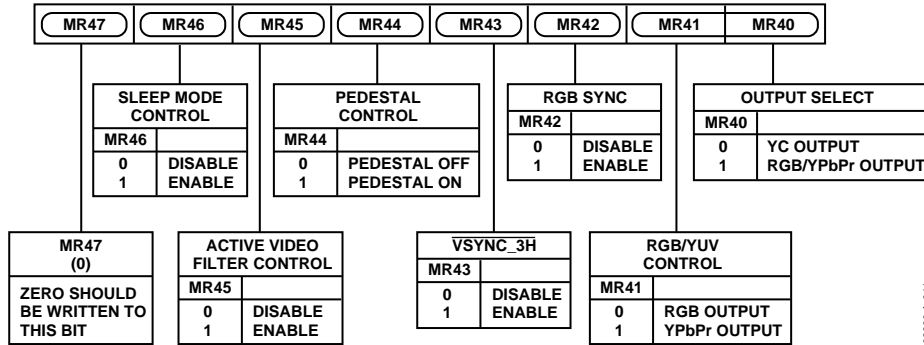 MR47 MR46 MR45 MR44 MR43 MR42 MR41 MR40
SLEEP MODE
CONTROL
MR46
0 DISABLE
1 ENABLE
PEDESTAL
CONTROL
MR44
0 PEDESTAL OFF
1 PEDESTAL ON
RGB SYNC
MR42
0 DISABLE
1 ENABLE
OUTPUT SELECT
MR40
0 YC OUTPUT
1 RGB/YPbPr OUTPUT
MR47
(0)
ZERO SHOULD
BE WRITTEN TO
THIS BIT
ACTIVE VIDEO
FILTER CONTROL
MR45
0 DISABLE
1 ENABLE
VSYNC_3H
MR43
0 DISABLE
1 ENABLE
RGB/YUV
CONTROL
MR41
0 RGB OUTPUT
1 YPbPr OUTPUT